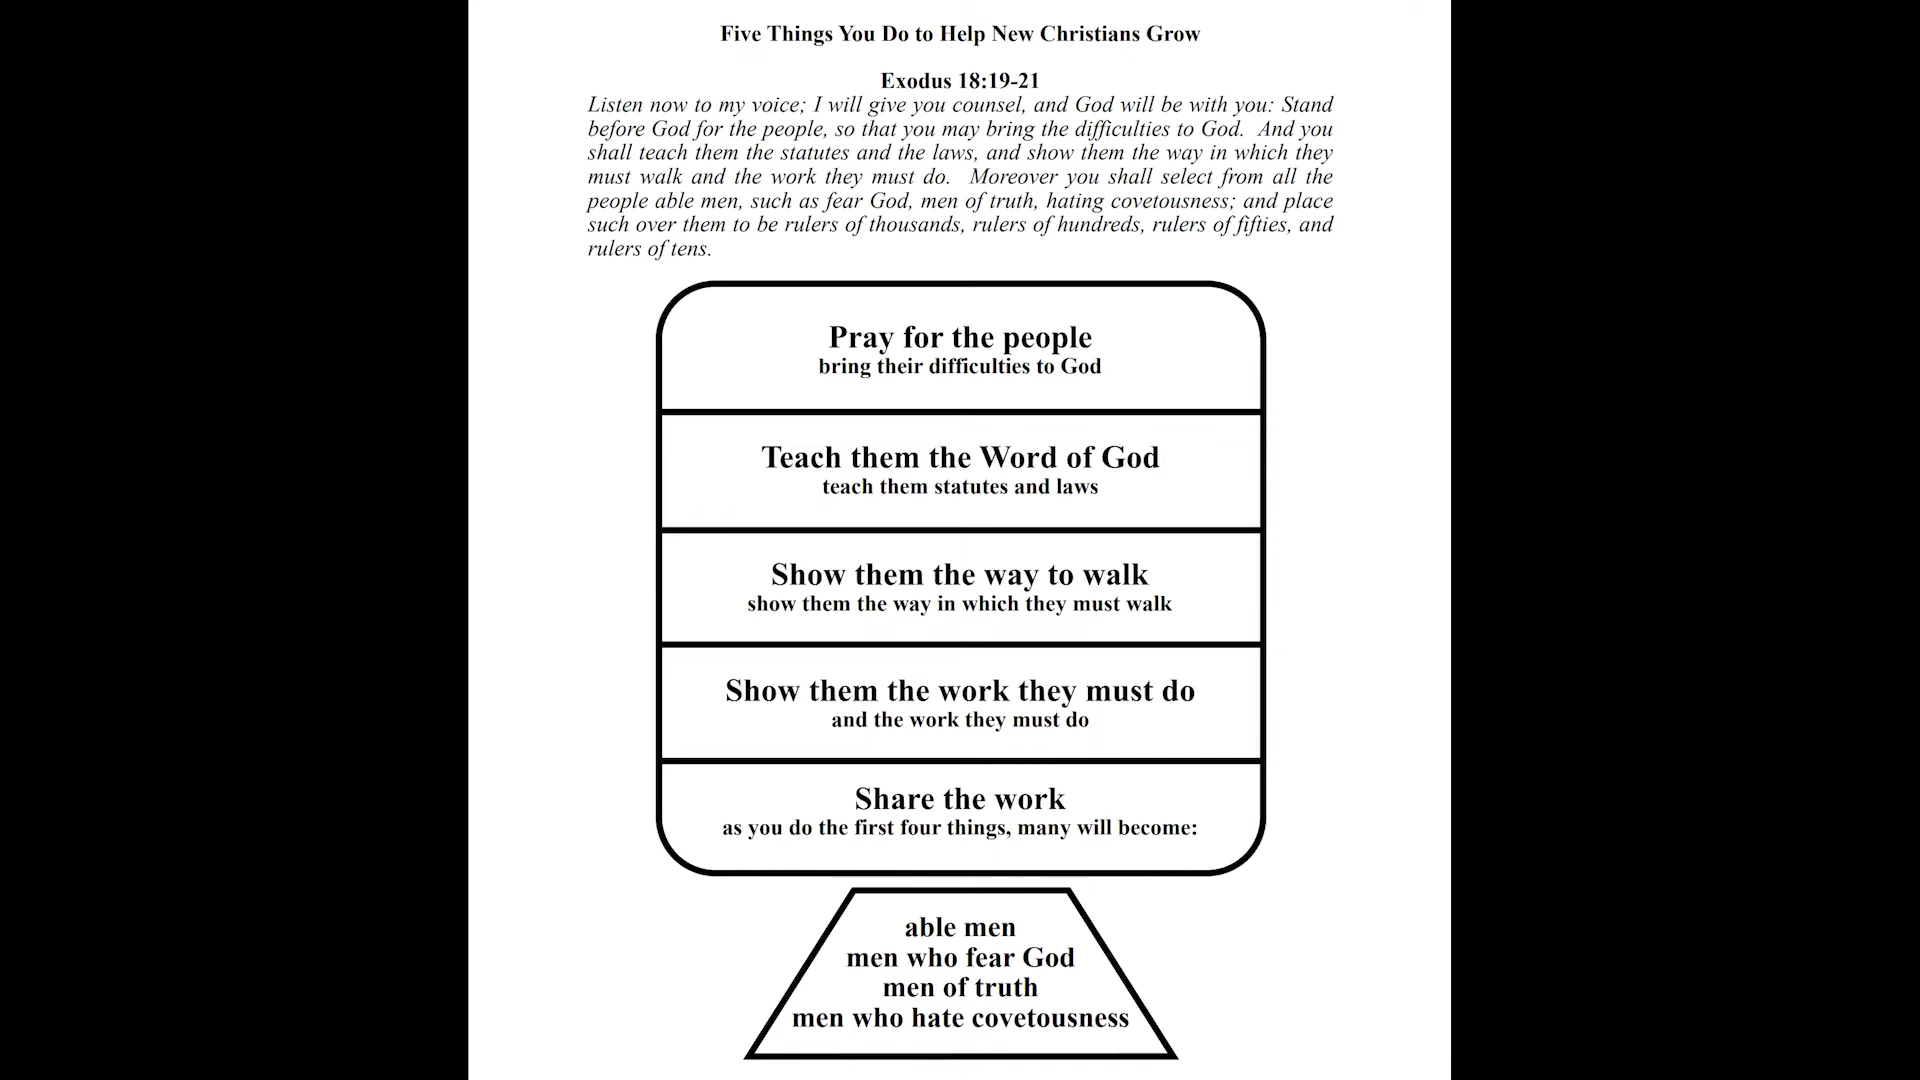 Five Things You Do to Help New Christians Grow
Exodus 18:19-21
Listen now to my voice; I will give you counsel, and God will be with you: Stand
before God for the people, so that you may bring the difficulties to God.  And you
shall teach them the statutes and the laws, and show them the way in which they
must walk and the work they must do.  Moreover you shall select from all the
people able men, such as fear God, men of truth, hating covetousness; and place
such over them to be rulers of thousands, rulers of hundreds, rulers of fifties, and
rulers of tens.
Pray for the people
bring their difficulties to God
Teach them the Word of God
teach them statutes and laws
Show them the way to walk
show them the way in which they must walk
Show them the work they must do
and the work they must do
Share the work
as you do the first four things, many will become:
able men
men who fear God
men of truth
men who hate covetousness